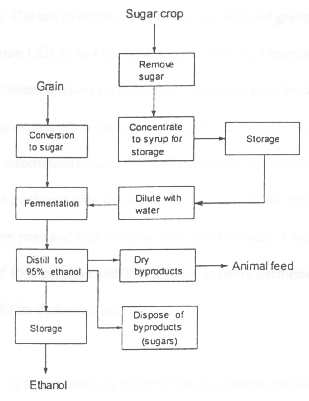 Sugar crop
Remove
sugar
Grain
Conversion
to sugar
Concentrate
to syrup for
storage
Storage
Fermentation
Dilute with
water
Distill to
95% ethanol
Dry
byproducts
Animal feed
Storage
Dispose of
byproducts
(sugars)
Ethanol